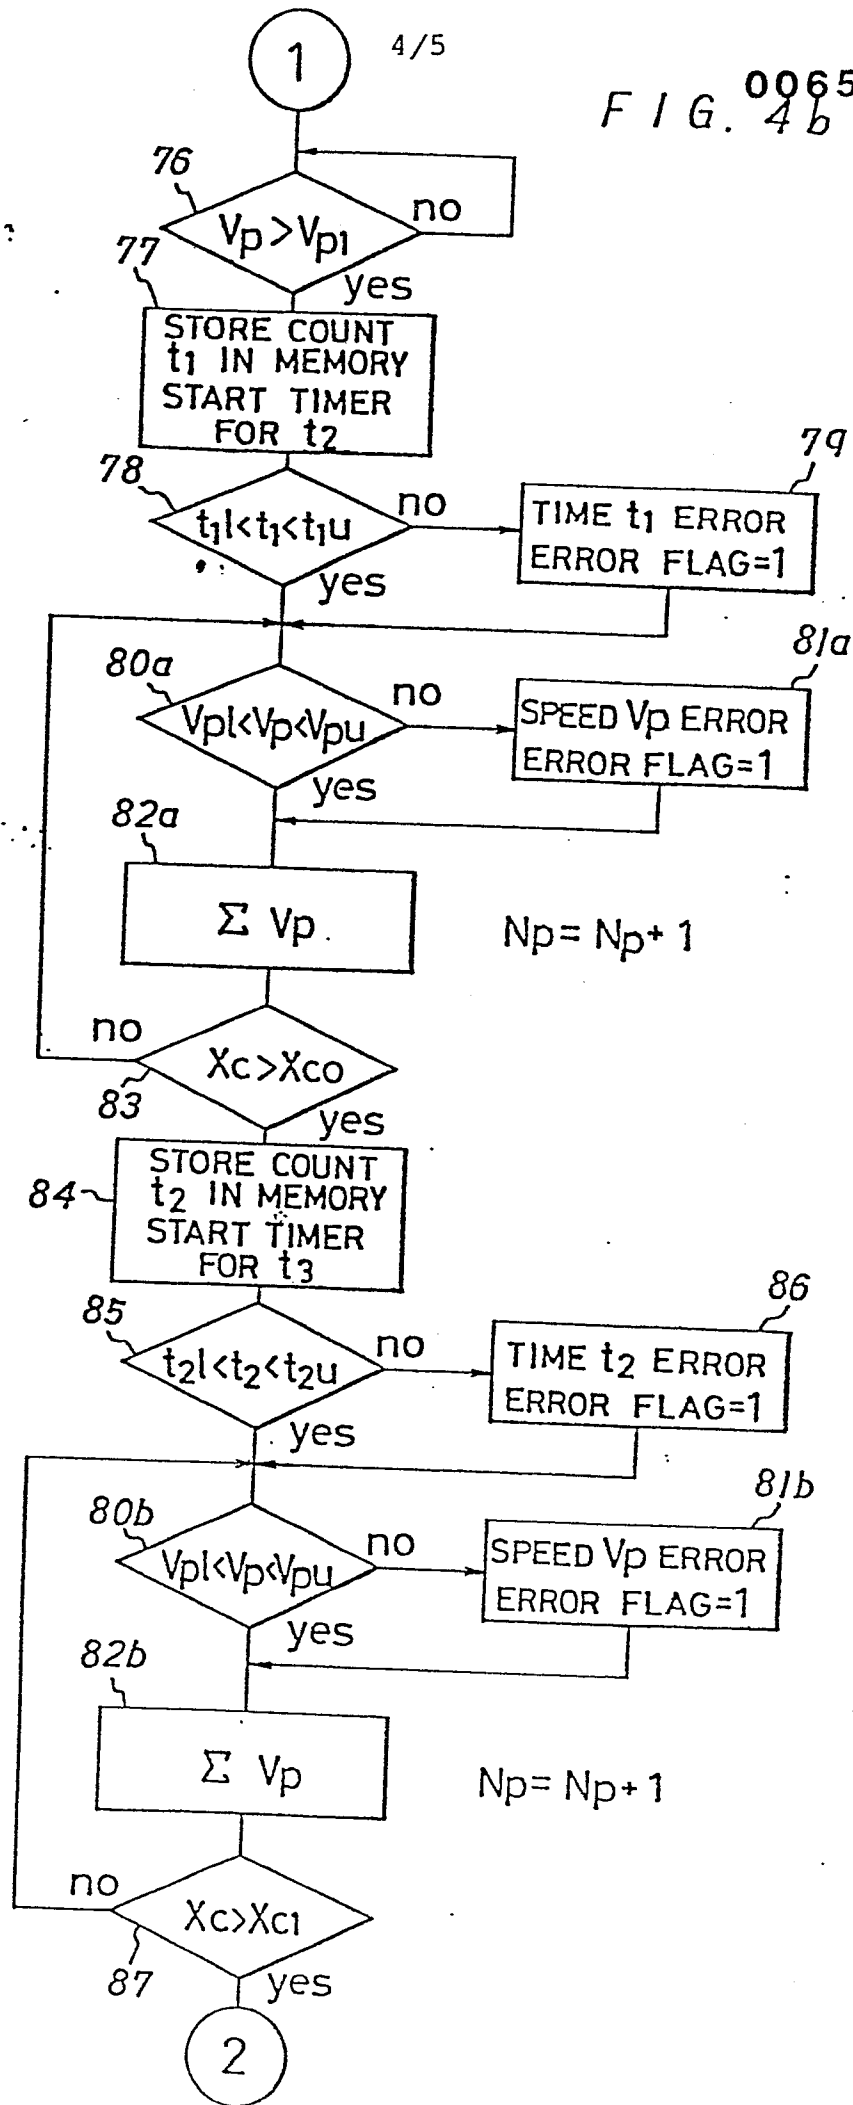 1
4/5
0065
FIG. 4b
76
Vp>Vp1
no
yes
77
STORE COUNT
t1 IN MEMORY
START TIMER
FOR t2
78
t1l<t1<t1u
no
yes
79
TIME t1 ERROR
ERROR FLAG=1
80a
Vpl<Vp<Vpu
no
yes
81a
SPEED Vp ERROR
ERROR FLAG=1
82a
Σ Vp
Np=Np+1
no
Xc>Xco
83
yes
84
STORE COUNT
t2 IN MEMORY
START TIMER
FOR t3
85
t2l<t2<t2u
no
yes
86
TIME t2 ERROR
ERROR FLAG=1
80b
Vpl<Vp<Vpu
no
yes
81b
SPEED Vp ERROR
ERROR FLAG=1
82b
Σ Vp
Np=Np+1
no
Xc>Xc1
87
yes
2